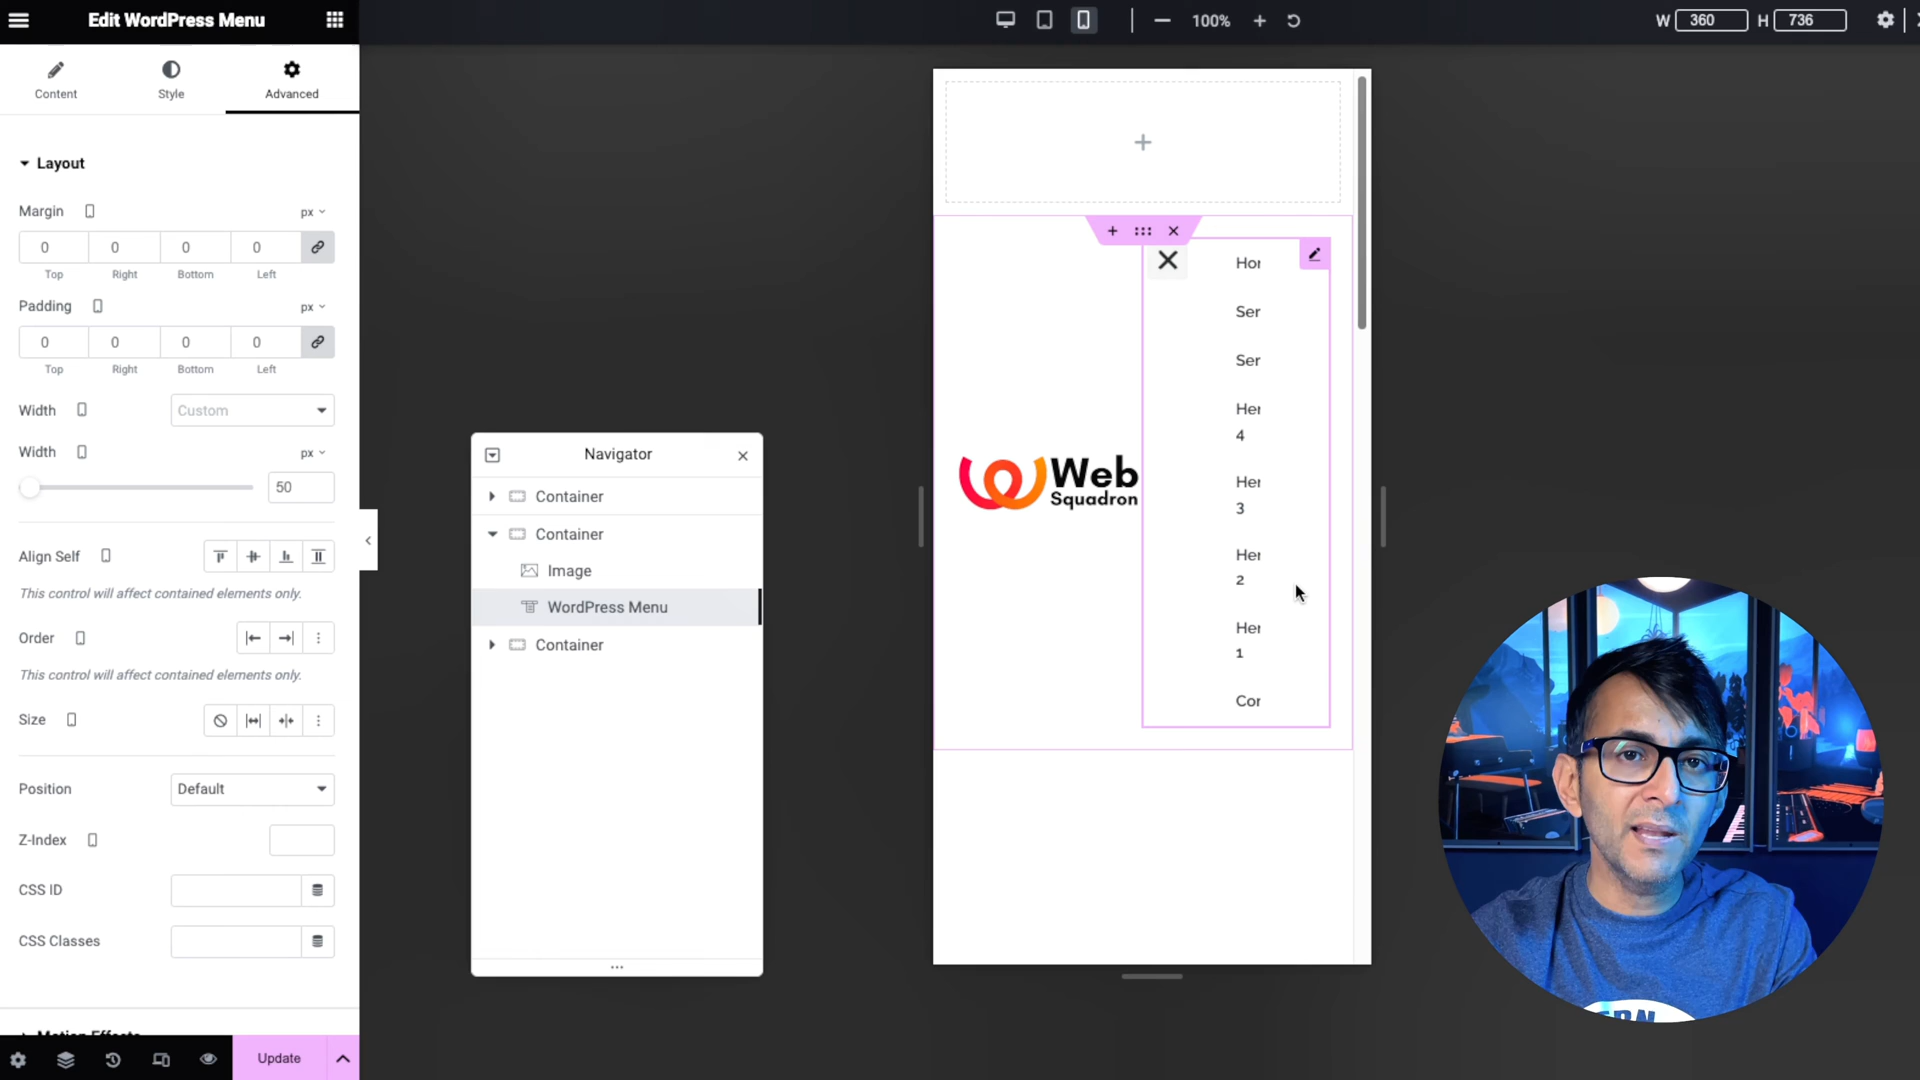 Edit WordPress Menu
100%
W 360 H 736
Content Style Advanced
Layout
Margin px
0 0 0 0
Top Right Bottom Left
Padding px
0 0 0 0
Top Right Bottom Left
Width Custom
Width px
50
Align Self
This control will affect contained elements only.
Order
This control will affect contained elements only.
Size
Position Default
Z-Index
CSS ID
CSS Classes
Motion Effects
Update
Navigator
Container
Container
Image
WordPress Menu
Container
Web
Squadron
Hor
Ser
Ser
Her
4
Her
3
Her
2
Her
1
Cor